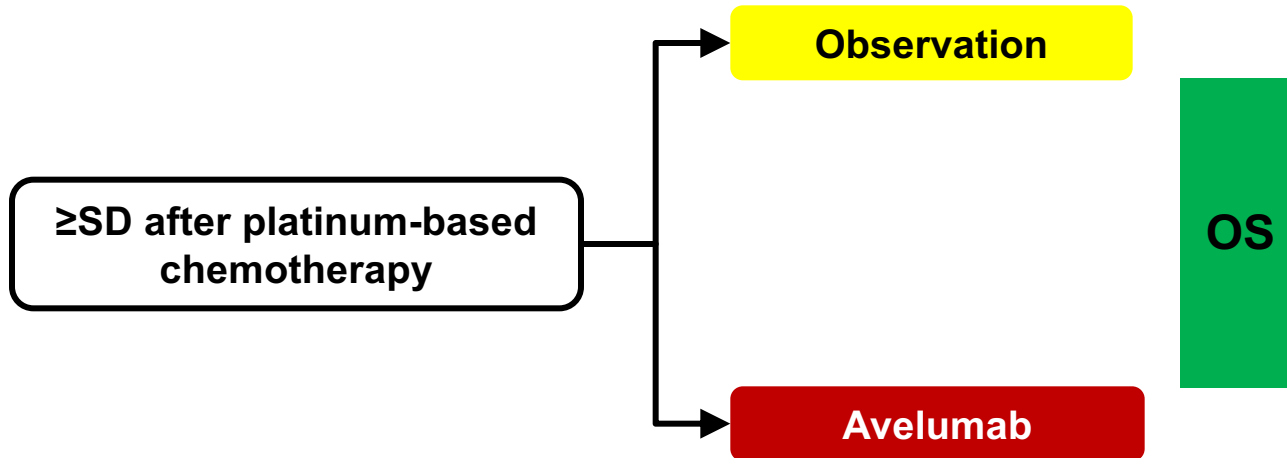 Observation
≥SD after platinum-based
chemotherapy
OS
Avelumab